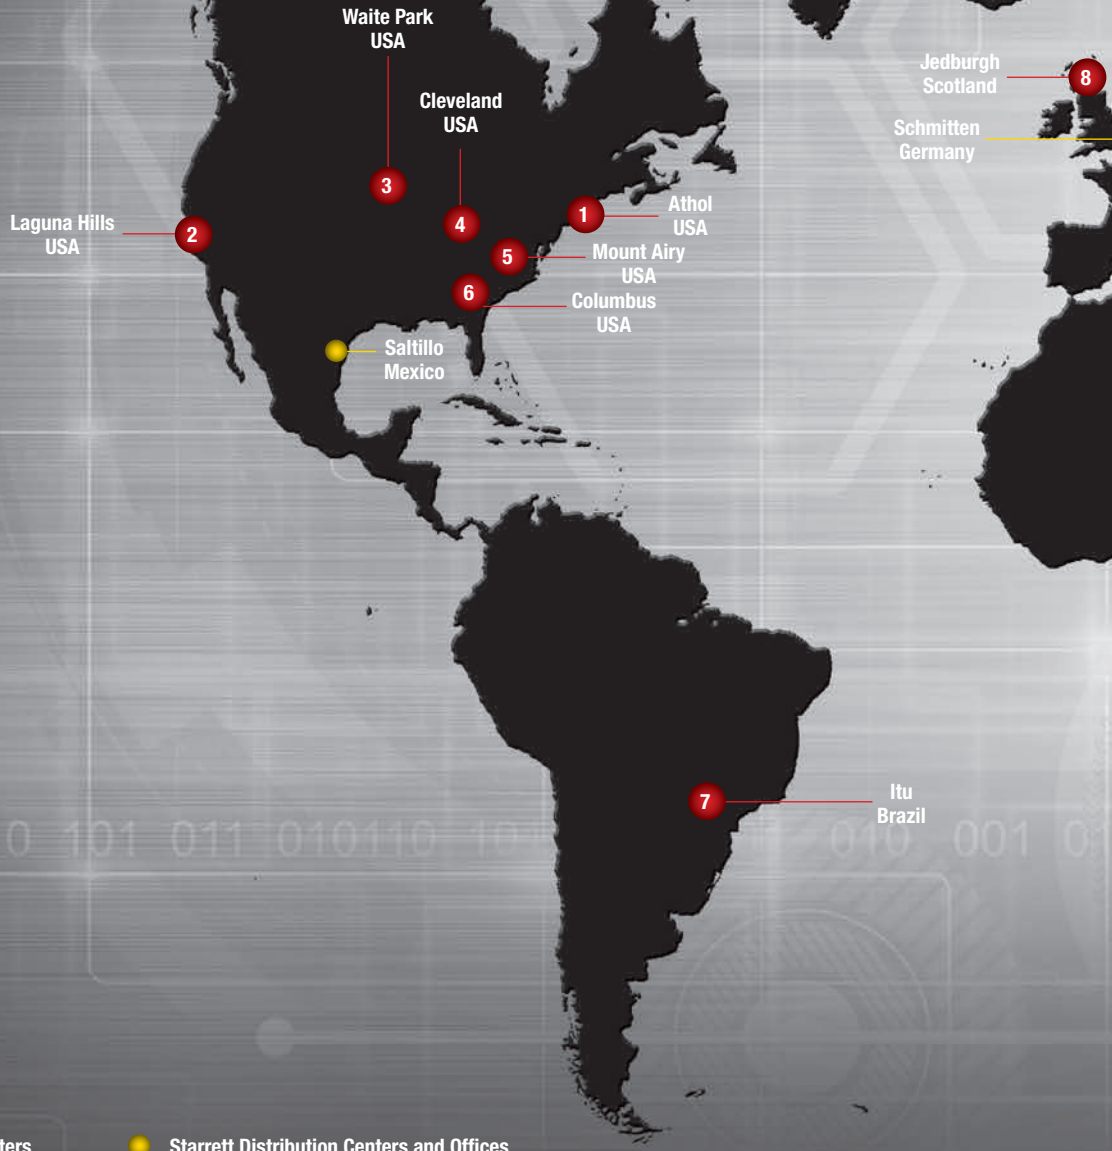 Waite Park
USA
Cleveland
USA
Jedburgh
Scotland
8
Schmitten
Germany
3
Laguna Hills
USA
2
4
1
Athol
USA
5
Mount Airy
USA
6
Columbus
USA
Saltillo
Mexico
7
Itu
Brazil
0 101 011 010110
010 001
Starrett Distribution Centers and Offices